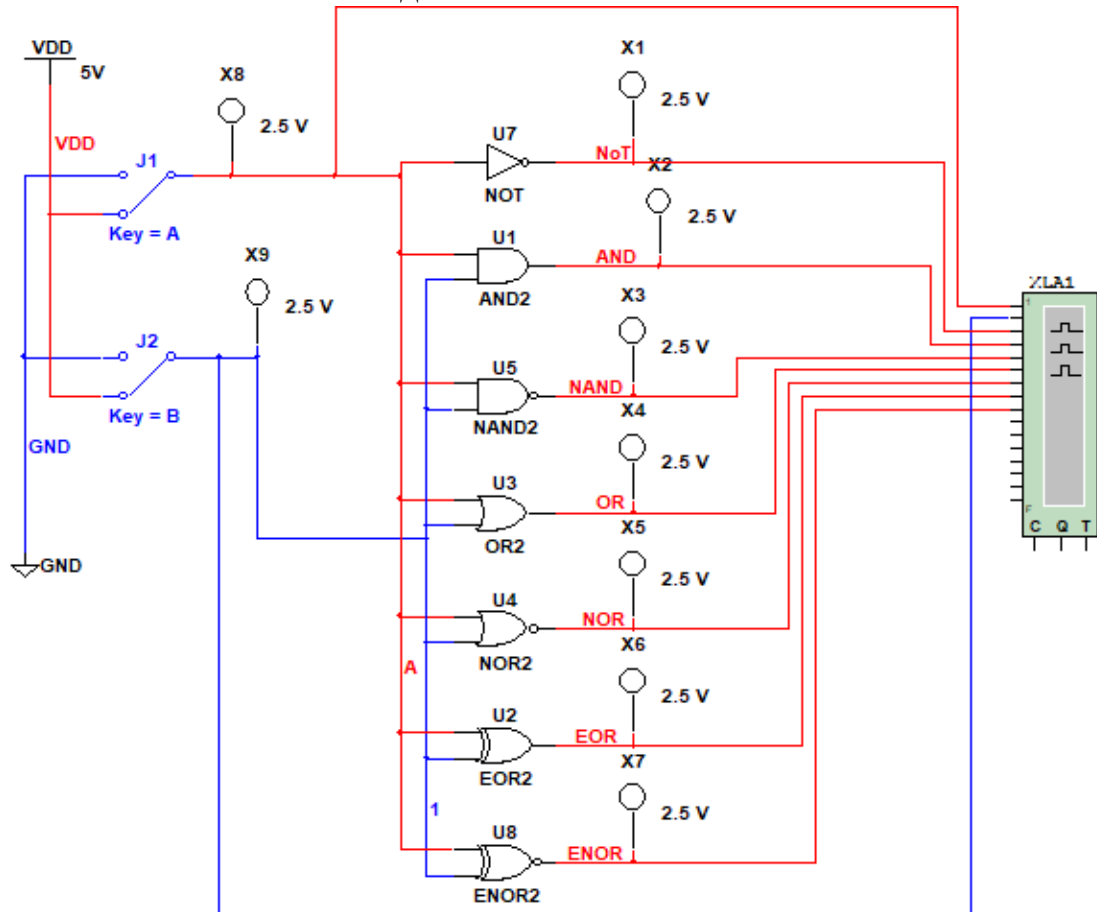 VDD
5V
X8
2.5 V
VDD
J1
Key = A
X9
2.5 V
J2
Key = B
GND
GND
X1
2.5 V
U7
NoT
NOT
X2
2.5 V
U1
AND
AND2
X3
2.5 V
U5
NAND
NAND2
X4
2.5 V
U3
OR
OR2
X5
2.5 V
U4
NOR
NOR2
A
X6
2.5 V
U2
EOR
EOR2
X7
2.5 V
1
U8
ENOR
ENOR2
XLA1
1
F
C Q T